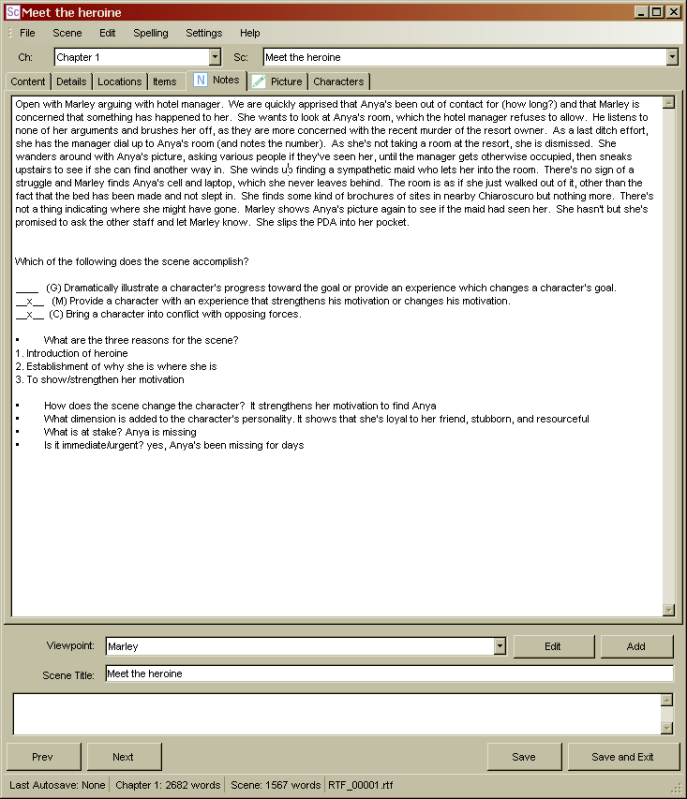 Sc Meet the heroine
File Scene Edit Spelling Settings Help
Ch: Chapter 1 Sc: Meet the heroine
Content Details Locations Items N Notes Picture Characters
Open with Marley arguing with hotel manager. We are quickly apprised that Anya's been out of contact for (how long?) and that Marley is
concerned that something has happened to her. She wants to look at Anya's room, which the hotel manager refuses to allow. He listens to
none of her arguments and brushes her off, as they are more concerned with the recent murder of the resort owner. As a last ditch effort,
she has the manager dial up to Anya's room (and notes the number). As she's not taking a room at the resort, she is dismissed. She
wanders around with Anya's picture, asking various people if they've seen her, until the manager gets otherwise occupied, then sneaks
upstairs to see if she can find another way in. She winds up finding a sympathetic maid who lets her into the room. There's no sign of a
struggle and Marley finds Anya's cell and laptop, which she never leaves behind. The room is as if she just walked out of it, other than the
fact that the bed has been made and not slept in. She finds some kind of brochures of sites in nearby Chiaroscuro but nothing more. There's
not a thing indicating where she might have gone. Marley shows Anya's picture again to see if the maid had seen her. She hasn't but she's
promised to ask the other staff and let Marley know. She slips the PDA into her pocket.
Which of the following does the scene accomplish?
____ (G) Dramatically illustrate a character's progress toward the goal or provide an experience which changes a character's goal.
__x__ (M) Provide a character with an experience that strengthens his motivation or changes his motivation.
__x__ (C) Bring a character into conflict with opposing forces.
• What are the three reasons for the scene?
1. Introduction of heroine
2. Establishment of why she is where she is
3. To show/strengthen her motivation
• How does the scene change the character? It strengthens her motivation to find Anya
• What dimension is added to the character's personality. It shows that she's loyal to her friend, stubborn, and resourceful
• What is at stake? Anya is missing
• Is it immediate/urgent? yes, Anya's been missing for days
Viewpoint: Marley Edit Add
Scene Title: Meet the heroine
Prev Next Save Save and Exit
Last Autosave: None Chapter 1: 2682 words Scene: 1567 words RTF_00001.rtf